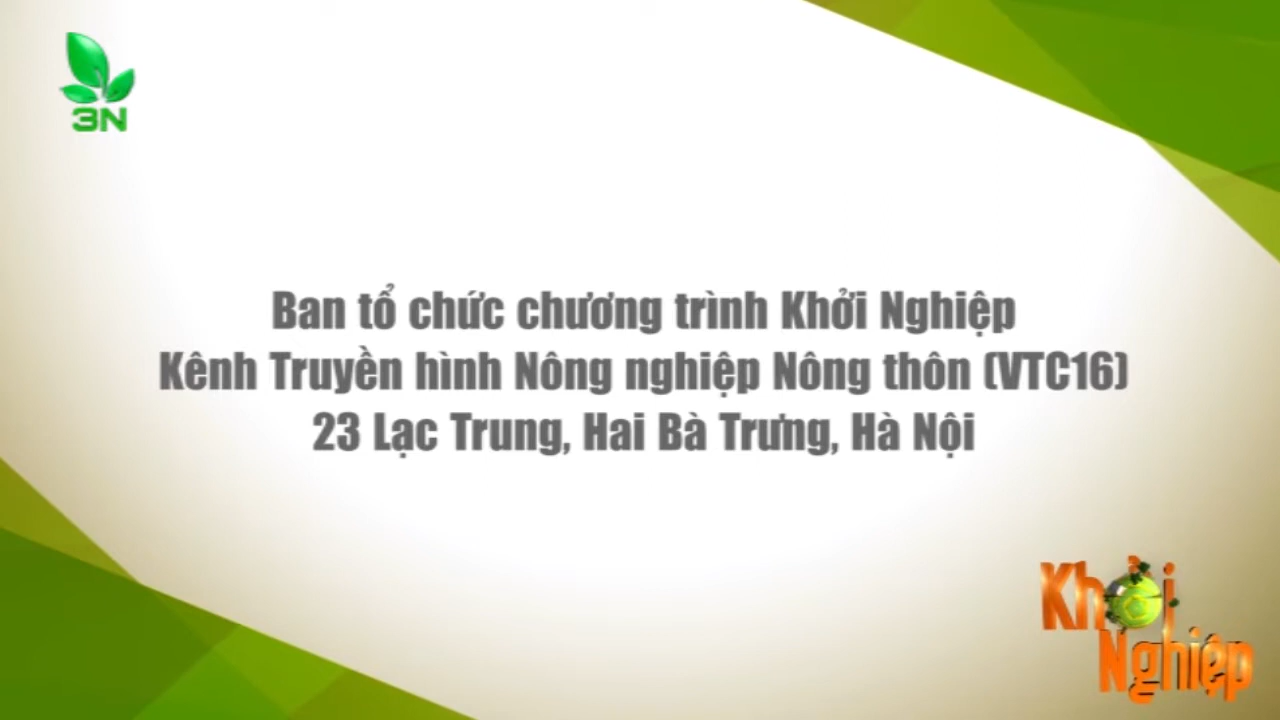 3N
Ban tổ chức chương trình Khởi Nghiệp
Kênh Truyền hình Nông nghiệp Nông thôn (VTC16)
23 Lạc Trung, Hai Bà Trưng, Hà Nội
Khởi
Nghiệp